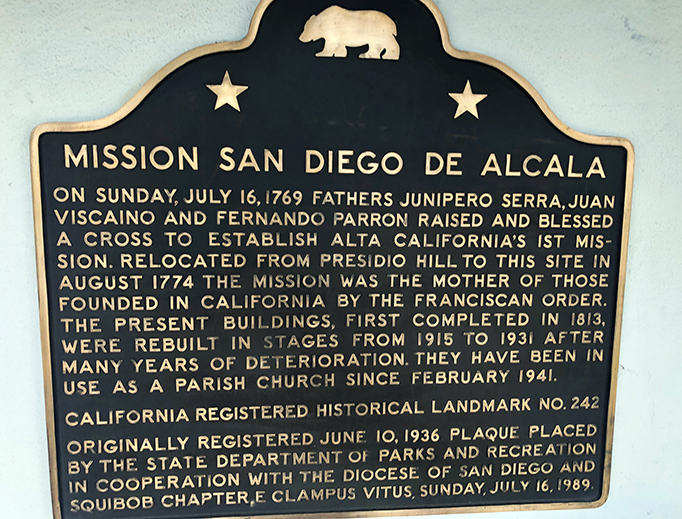 MISSION SAN DIEGO DE ALCALA
ON SUNDAY, JULY 16, 1769 FATHERS JUNIPERO SERRA, JUAN
VISCAINO AND FERNANDO PARRON RAISED AND BLESSED
A CROSS TO ESTABLISH ALTA CALIFORNIA'S 1ST MIS-
SION. RELOCATED FROM PRESIDIO HILL TO THIS SITE IN
AUGUST 1774 THE MISSION WAS THE MOTHER OF THOSE
FOUNDED IN CALIFORNIA BY THE FRANCISCAN ORDER.
THE PRESENT BUILDINGS, FIRST COMPLETED IN 1813,
WERE REBUILT IN STAGES FROM 1915 TO 1931 AFTER
MANY YEARS OF DETERIORATION. THEY HAVE BEEN IN
USE AS A PARISH CHURCH SINCE FEBRUARY 1941.
CALIFORNIA REGISTERED HISTORICAL LANDMARK NO. 242
ORIGINALLY REGISTERED JUNE 10, 1936 PLAQUE PLACED
BY THE STATE DEPARTMENT OF PARKS AND RECREATION
IN COOPERATION WITH THE DIOCESE OF SAN DIEGO AND
SQUIBOB CHAPTER, E CLAMPUS VITUS, SUNDAY, JULY 16, 1989.